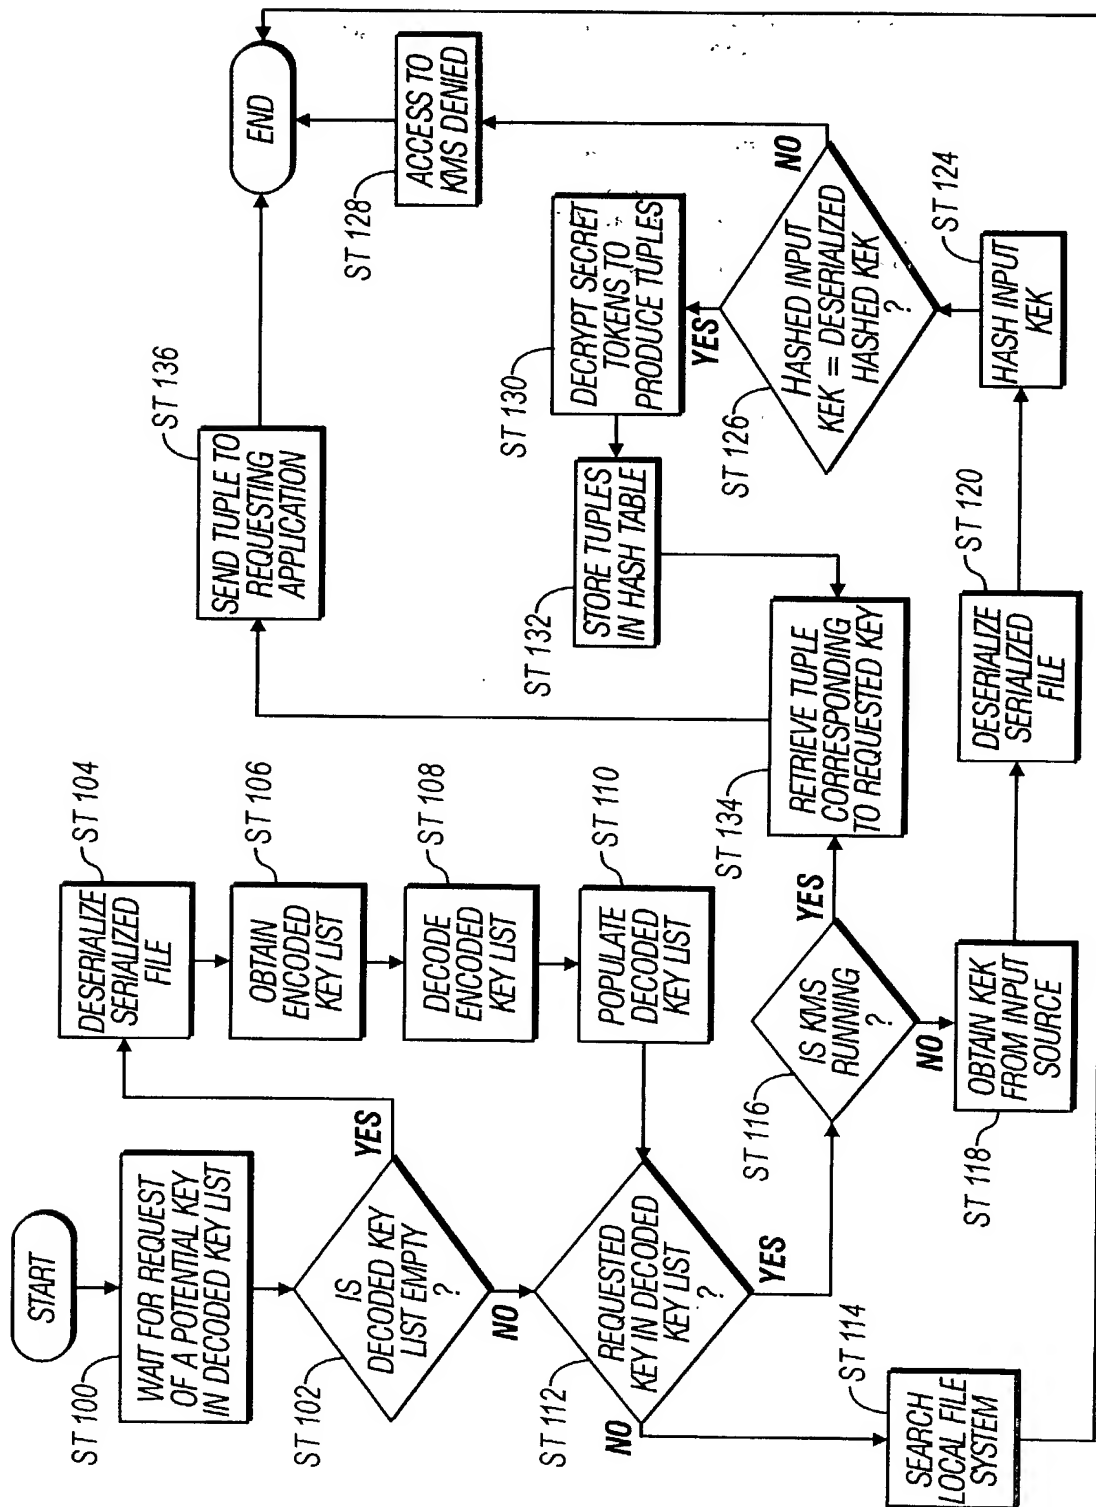 START
WAIT FOR REQUEST
OF A POTENTIAL KEY
IN DECODED KEY LIST
ST 100
IS
DECODED KEY
LIST EMPTY
?
ST 102
YES
NO
DESERIALIZE
SERIALIZED
FILE
ST 104
OBTAIN
ENCODED
KEY LIST
ST 106
DECODE
ENCODED
KEY LIST
ST 108
POPULATE
DECODED
KEY LIST
ST 110
REQUESTED
KEY IN DECODED
KEY LIST
?
ST 112
NO
YES
SEARCH
LOCAL FILE
SYSTEM
ST 114
IS KMS
RUNNING
?
ST 116
YES
NO
OBTAIN KEK
FROM INPUT
SOURCE
ST 118
DESERIALIZE
SERIALIZED
FILE
ST 120
HASH INPUT
KEK
ST 124
HASHED INPUT
KEK = DESERIALIZED
HASHED KEK
?
ST 126
YES
NO
ACCESS TO
KMS DENIED
ST 128
DECRYPT SECRET
TOKENS TO
PRODUCE TUPLES
ST 130
STORE TUPLES
IN HASH TABLE
ST 132
RETRIEVE TUPLE
CORRESPONDING
TO REQUESTED KEY
ST 134
SEND TUPLE TO
REQUESTING
APPLICATION
ST 136
END